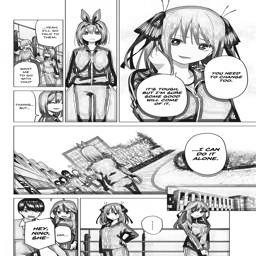 ...YEAH.
I'LL GO
TALK TO
THEM.
WANT
ME TO
GO WITH
YOU?
THANKS,
BUT...
IT'S TOUGH,
BUT I'M SURE
SOME GOOD
WILL COME
OF IT.
YOU NEED
TO CHANGE
TOO.
...I CAN
DO IT
ALONE.
HEY,
NINO,
SHE-
UM...
...